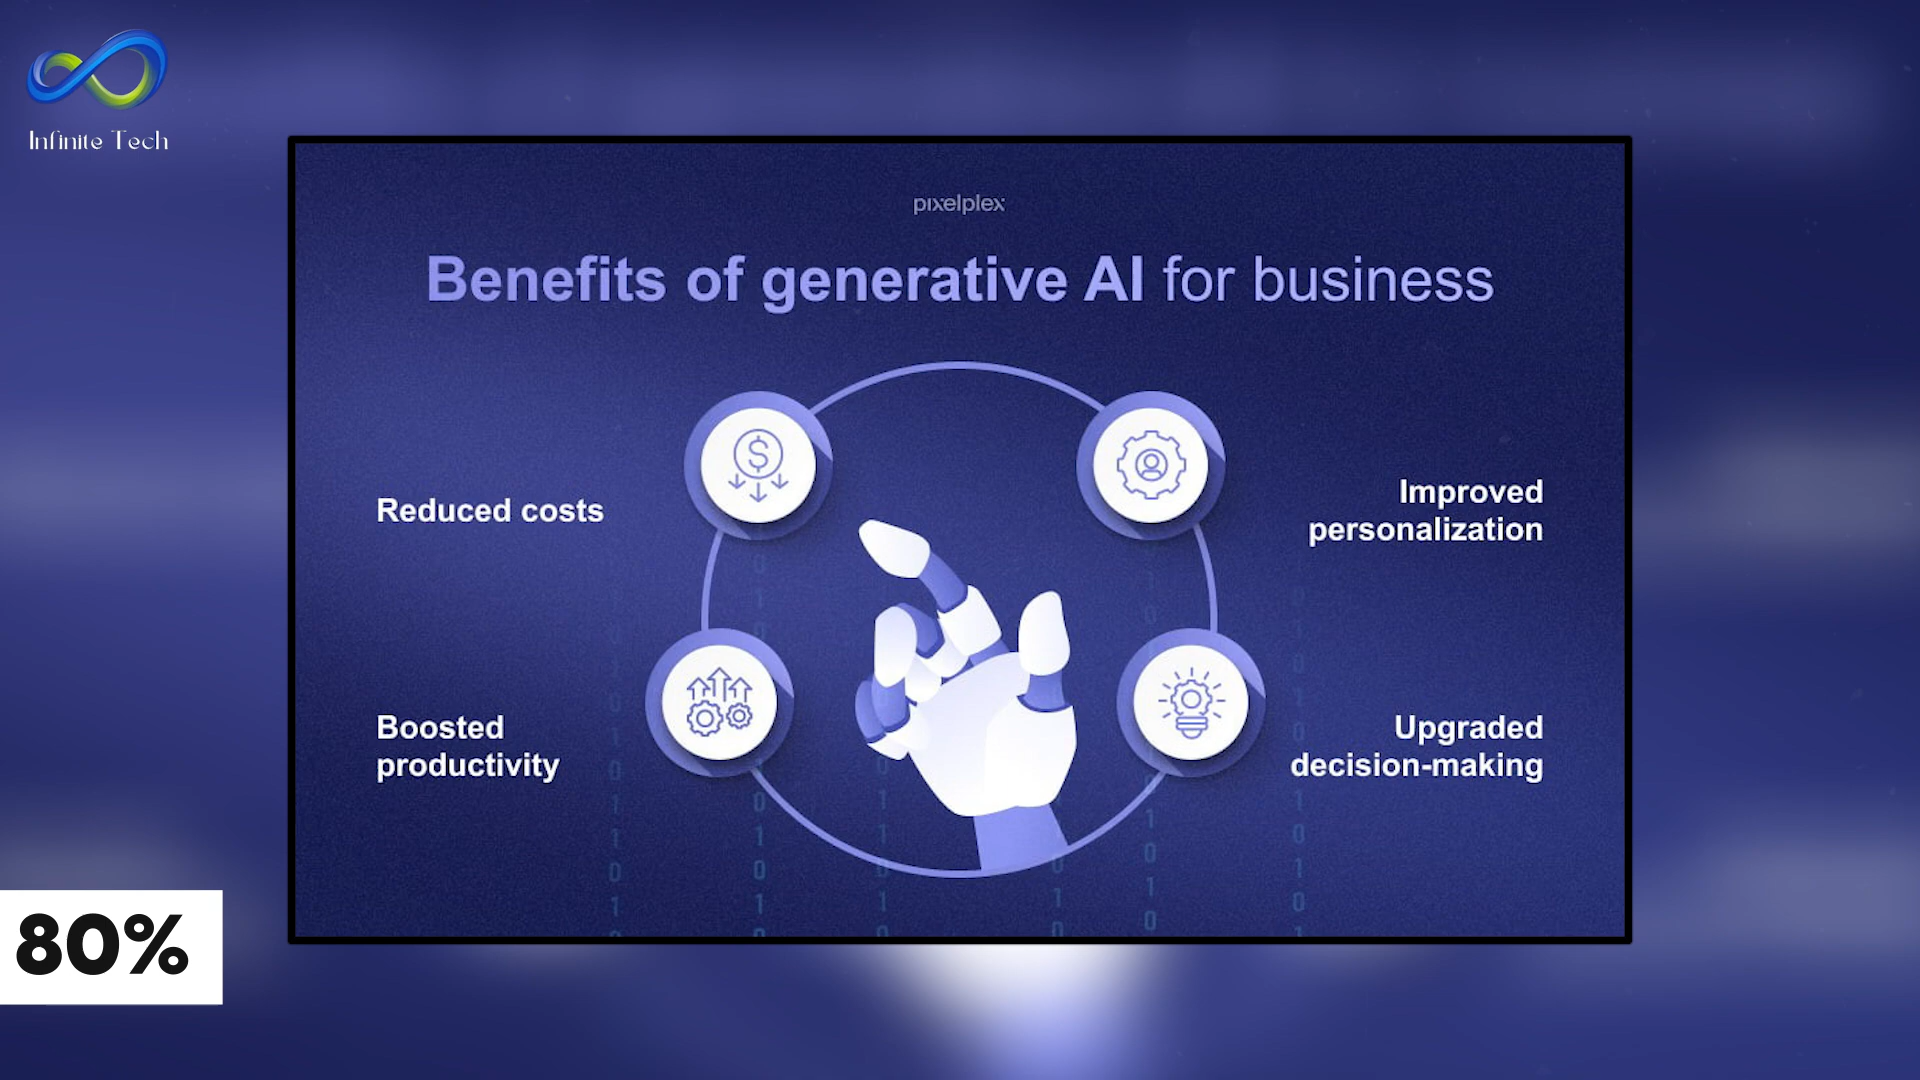 Infinite Tech
pixelplex
Benefits of generative AI for business
Reduced costs
Improved
personalization
Boosted
productivity
Upgraded
decision-making
80%